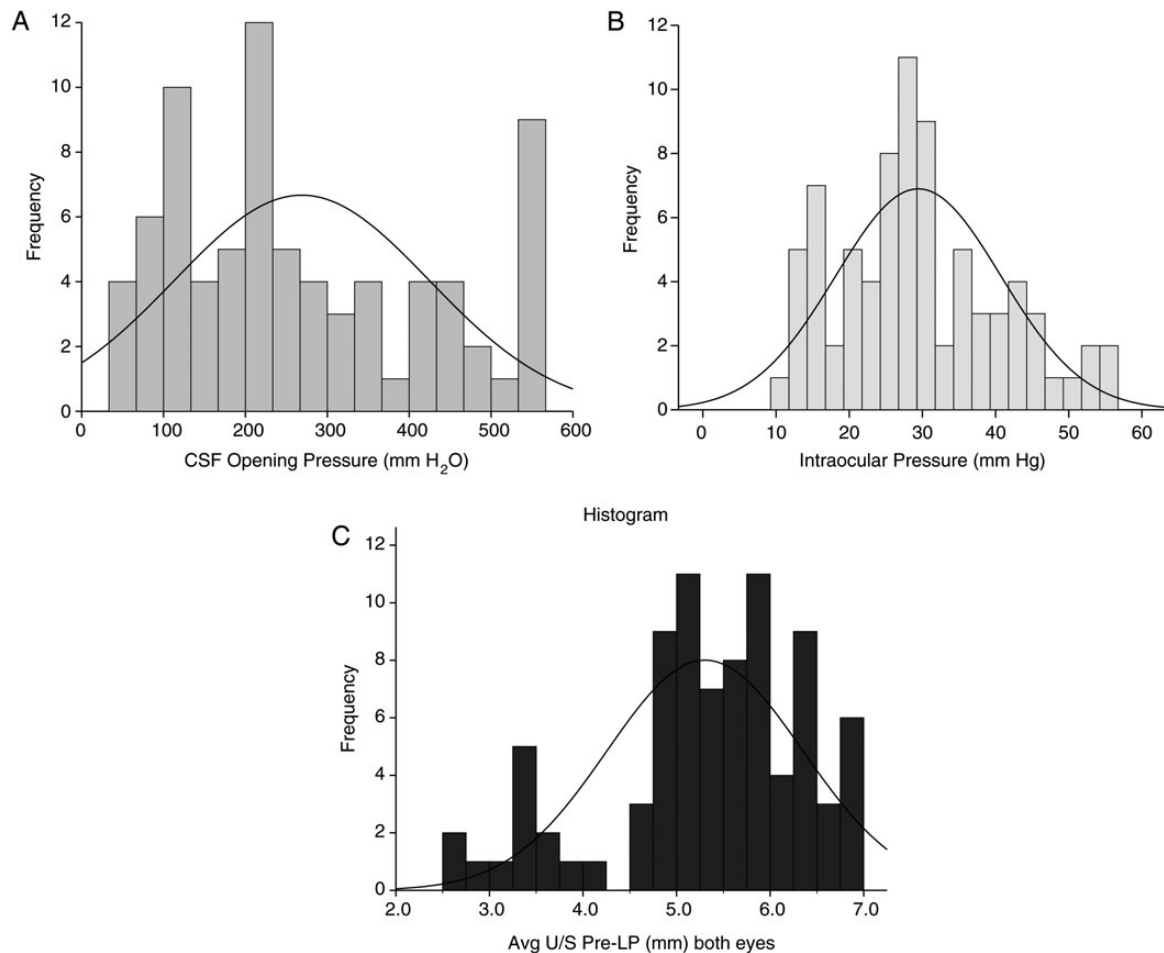 A
12
10
8
6
4
2
0
Frequency
0 100 200 300 400 500 600
CSF Opening Pressure (mm H₂O)
B
12
10
8
6
4
2
0
Frequency
0 10 20 30 40 50 60
Intraocular Pressure (mm Hg)
Histogram
C
12
10
8
6
4
2
0
Frequency
2.0 3.0 4.0 5.0 6.0 7.0
Avg U/S Pre-LP (mm) both eyes